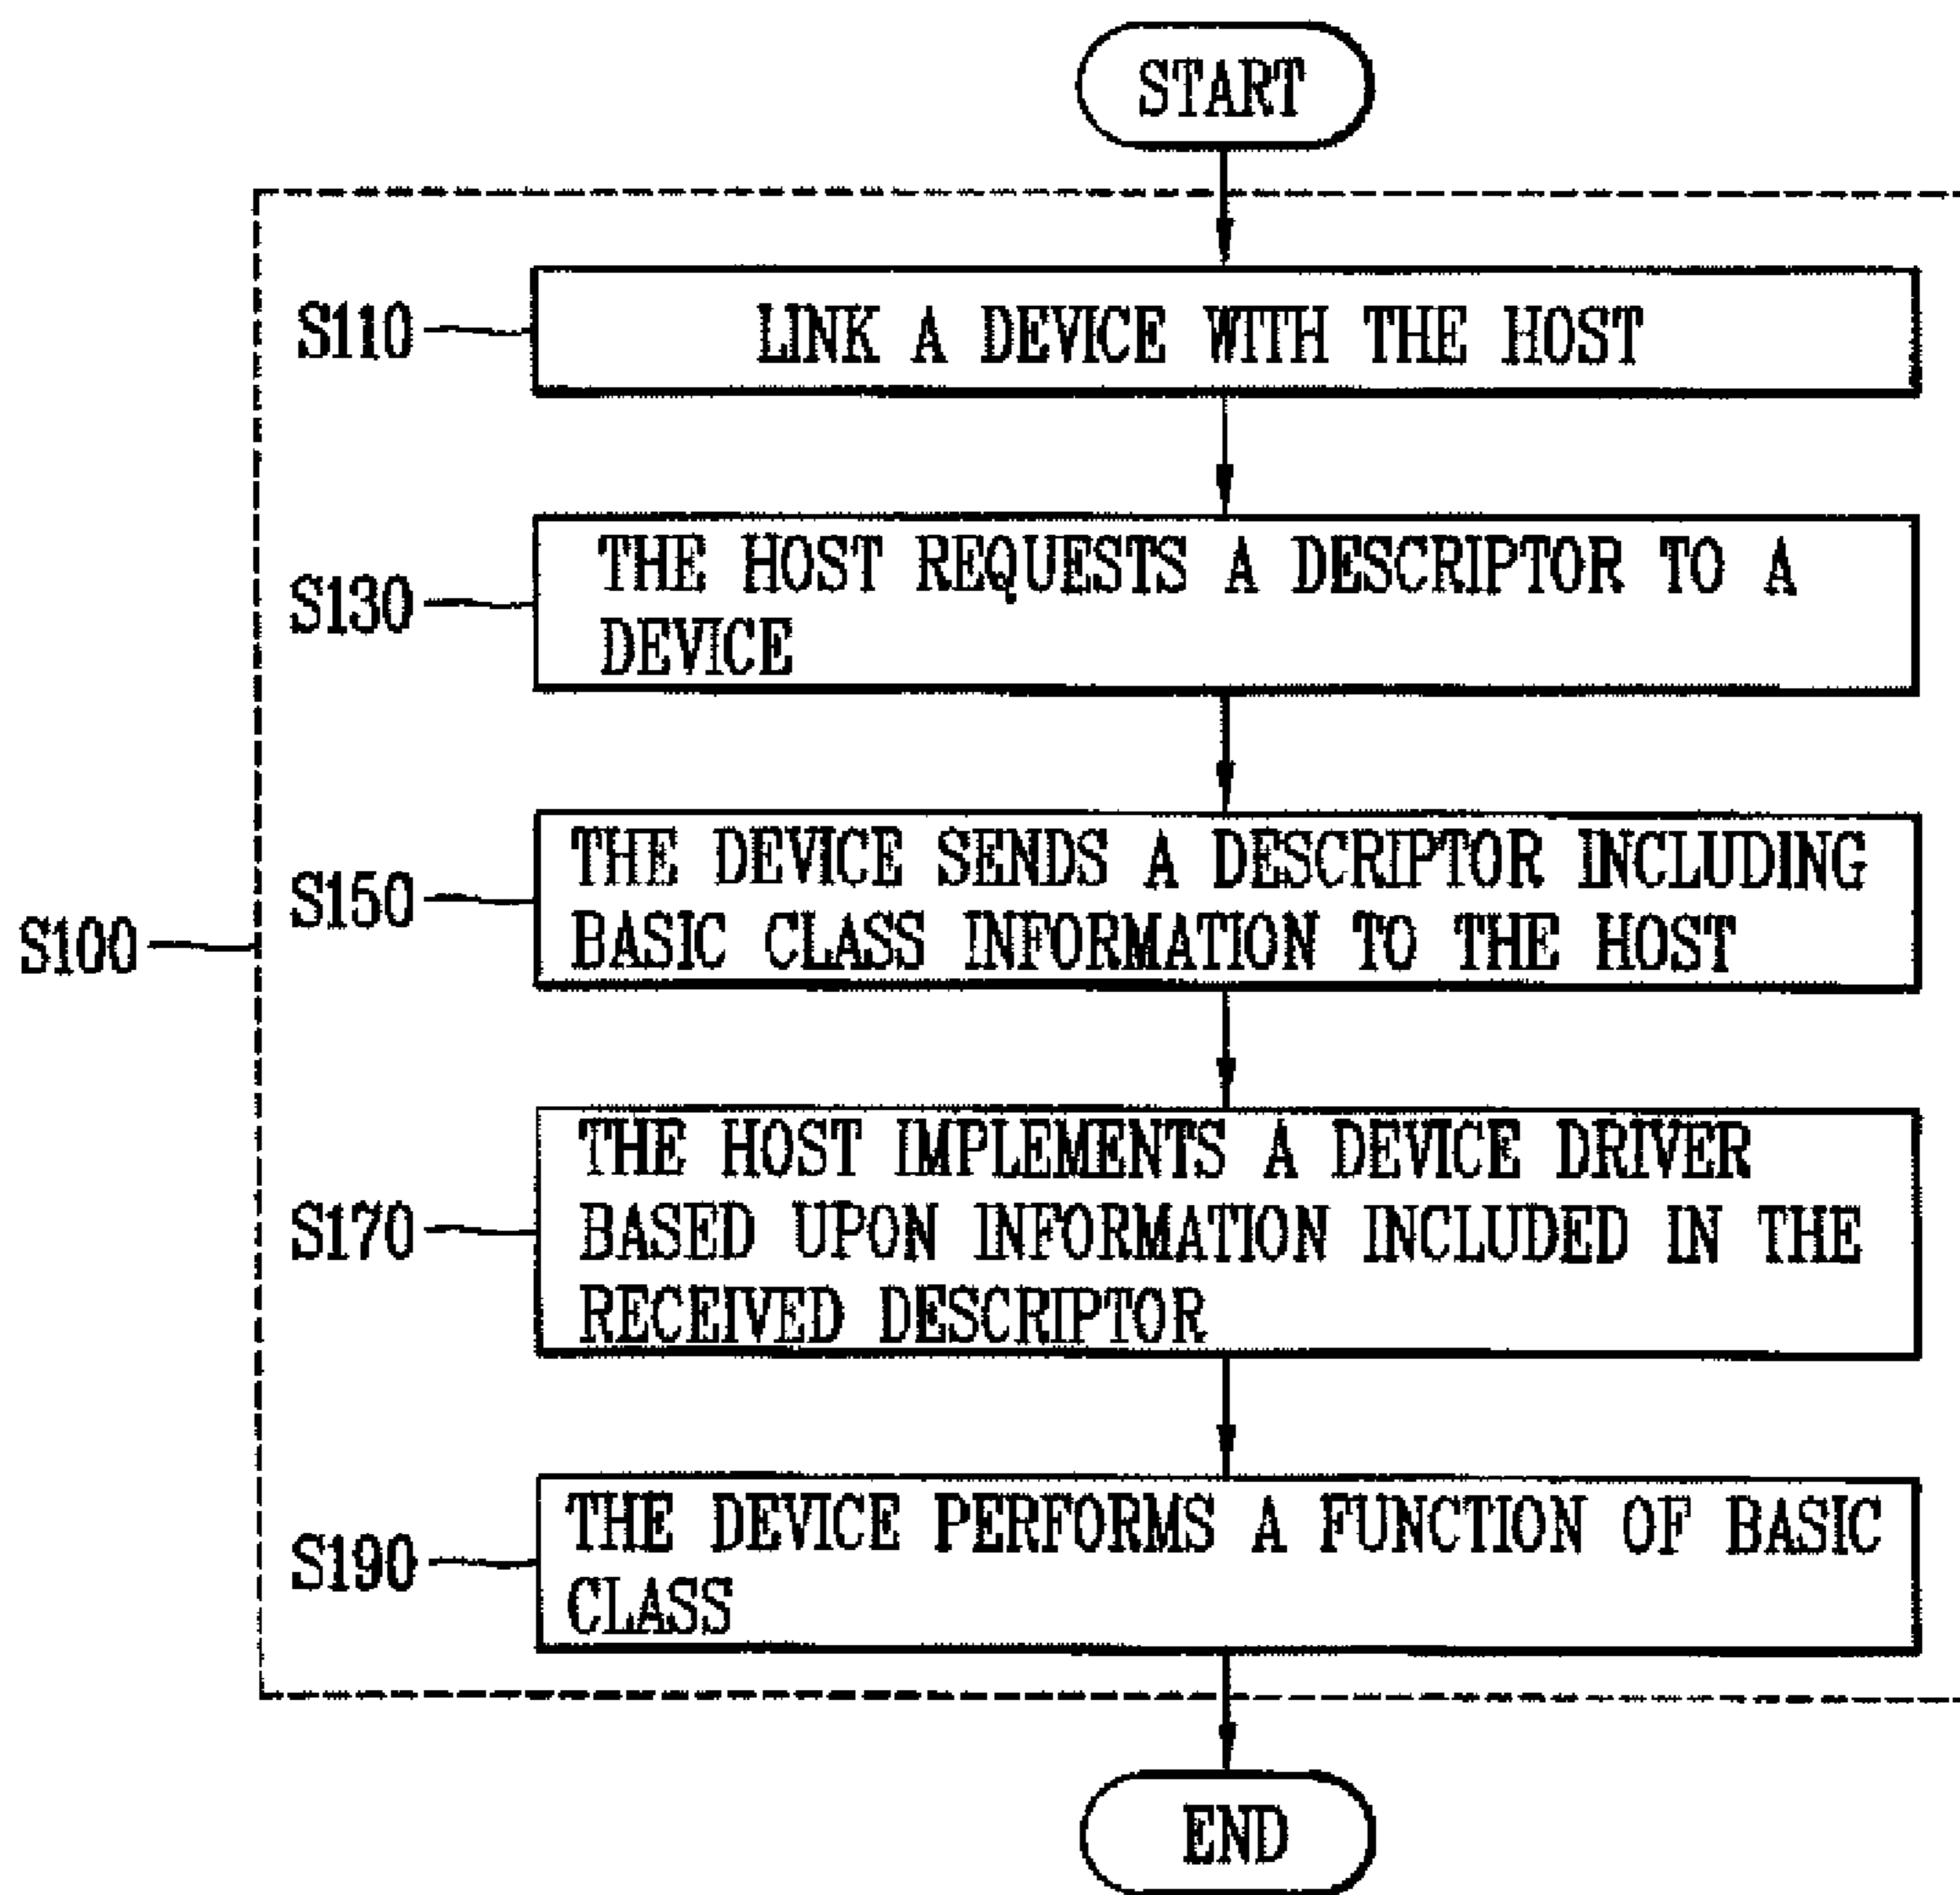 START
S110
LINK A DEVICE WITH THE HOST
S130
THE HOST REQUESTS A DESCRIPTOR TO A
DEVICE
S150
THE DEVICE SENDS A DESCRIPTOR INCLUDING
BASIC CLASS INFORMATION TO THE HOST
S100
S170
THE HOST IMPLEMENTS A DEVICE DRIVER
BASED UPON INFORMATION INCLUDED IN THE
RECEIVED DESCRIPTOR
S190
THE DEVICE PERFORMS A FUNCTION OF BASIC
CLASS
END